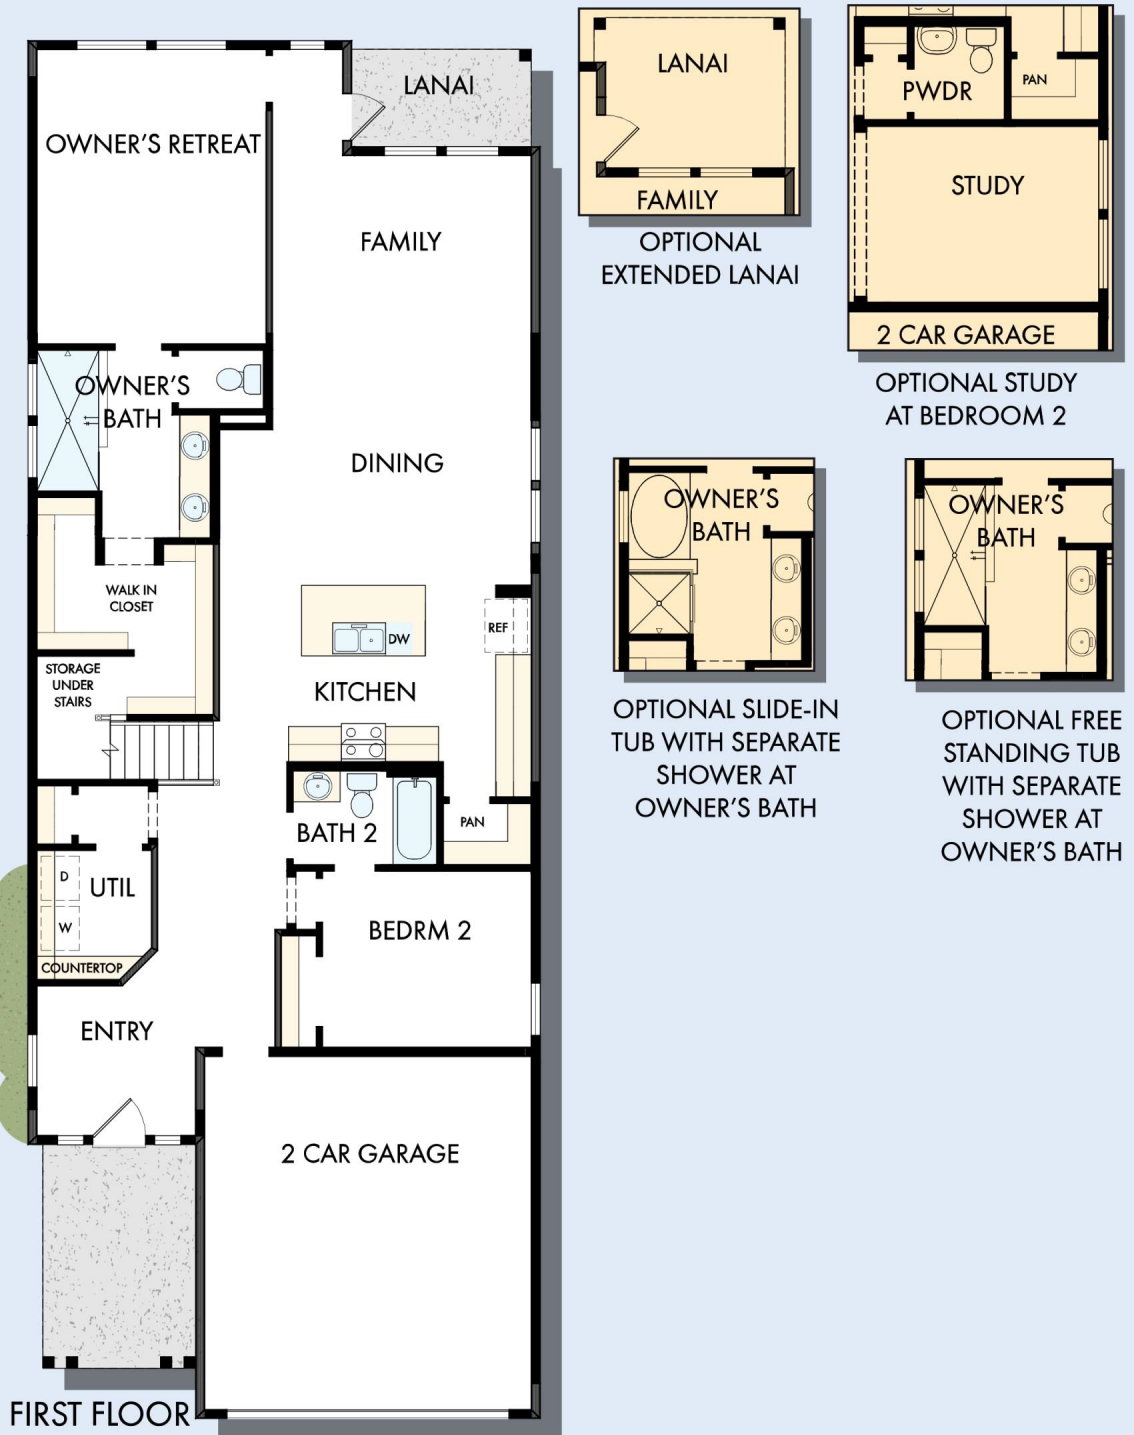 LANAI
OWNER'S RETREAT
FAMILY
OWNER'S
BATH
DINING
WALK IN
CLOSET
REF
DW
STORAGE
UNDER
STAIRS
KITCHEN
BATH 2
PAN
D
UTIL
W
BEDRM 2
COUNTERTOP
ENTRY
2 CAR GARAGE
FIRST FLOOR
LANAI
FAMILY
OPTIONAL
EXTENDED LANAI
PWDR
PAN
STUDY
2 CAR GARAGE
OPTIONAL STUDY
AT BEDROOM 2
OWNER'S
BATH
OPTIONAL SLIDE-IN
TUB WITH SEPARATE
SHOWER AT
OWNER'S BATH
OWNER'S
BATH
OPTIONAL FREE
STANDING TUB
WITH SEPARATE
SHOWER AT
OWNER'S BATH